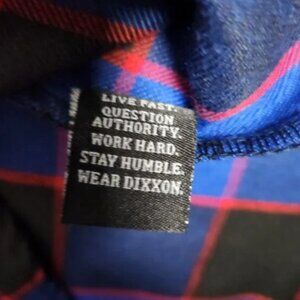 LIVE FAST.
QUESTION
AUTHORITY.
WORK HARD.
STAY HUMBLE.
WEAR DIXXON.